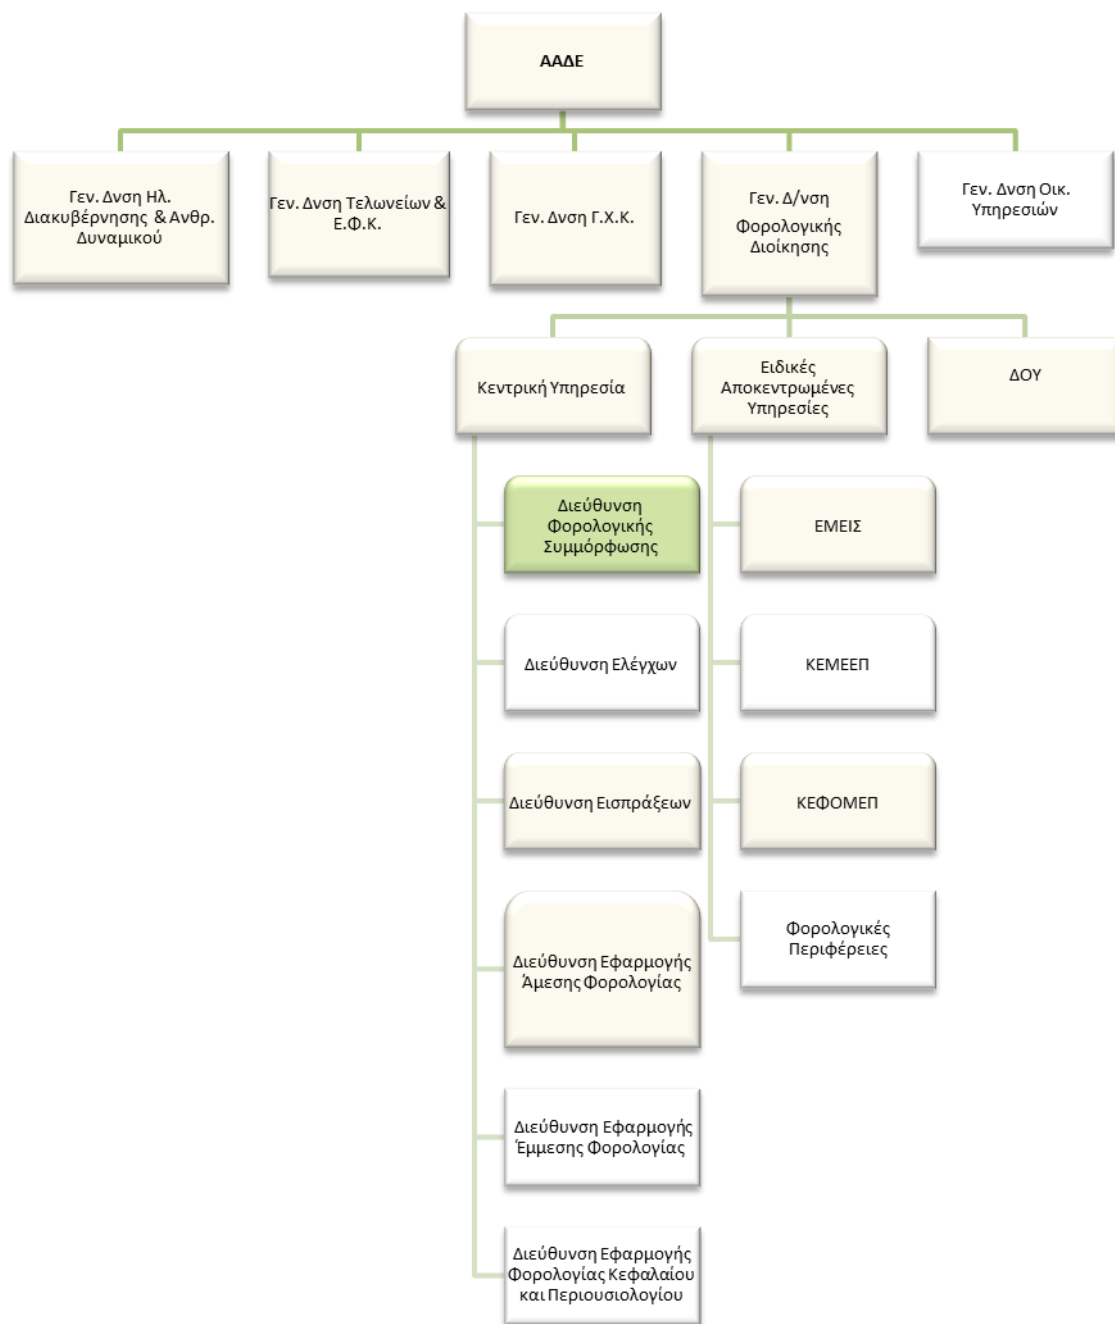 ΑΑΔΕ
Γεν. Δνση Ηλ.
Διακυβέρνησης & Ανθρ.
Δυναμικού
Γεν. Δνση Τελωνείων &
Ε.Φ.Κ.
Γεν. Δνση Γ.Χ.Κ.
Γεν. Δ/νση
Φορολογικής
Διοίκησης
Γεν. Δνση Οικ.
Υπηρεσιών
Κεντρική Υπηρεσία
Ειδικές
Αποκεντρωμένες
Υπηρεσίες
ΔΟΥ
Διεύθυνση
Φορολογικής
Συμμόρφωσης
Διεύθυνση Ελέγχων
Διεύθυνση Εισπράξεων
Διεύθυνση Εφαρμογής
Άμεσης Φορολογίας
Διεύθυνση Εφαρμογής
Έμμεσης Φορολογίας
Διεύθυνση Εφαρμογής
Φορολογίας Κεφαλαίου
και Περιουσιολογίου
ΕΜΕΙΣ
ΚΕΜΕΕΠ
ΚΕΦΟΜΕΠ
Φορολογικές
Περιφέρειες